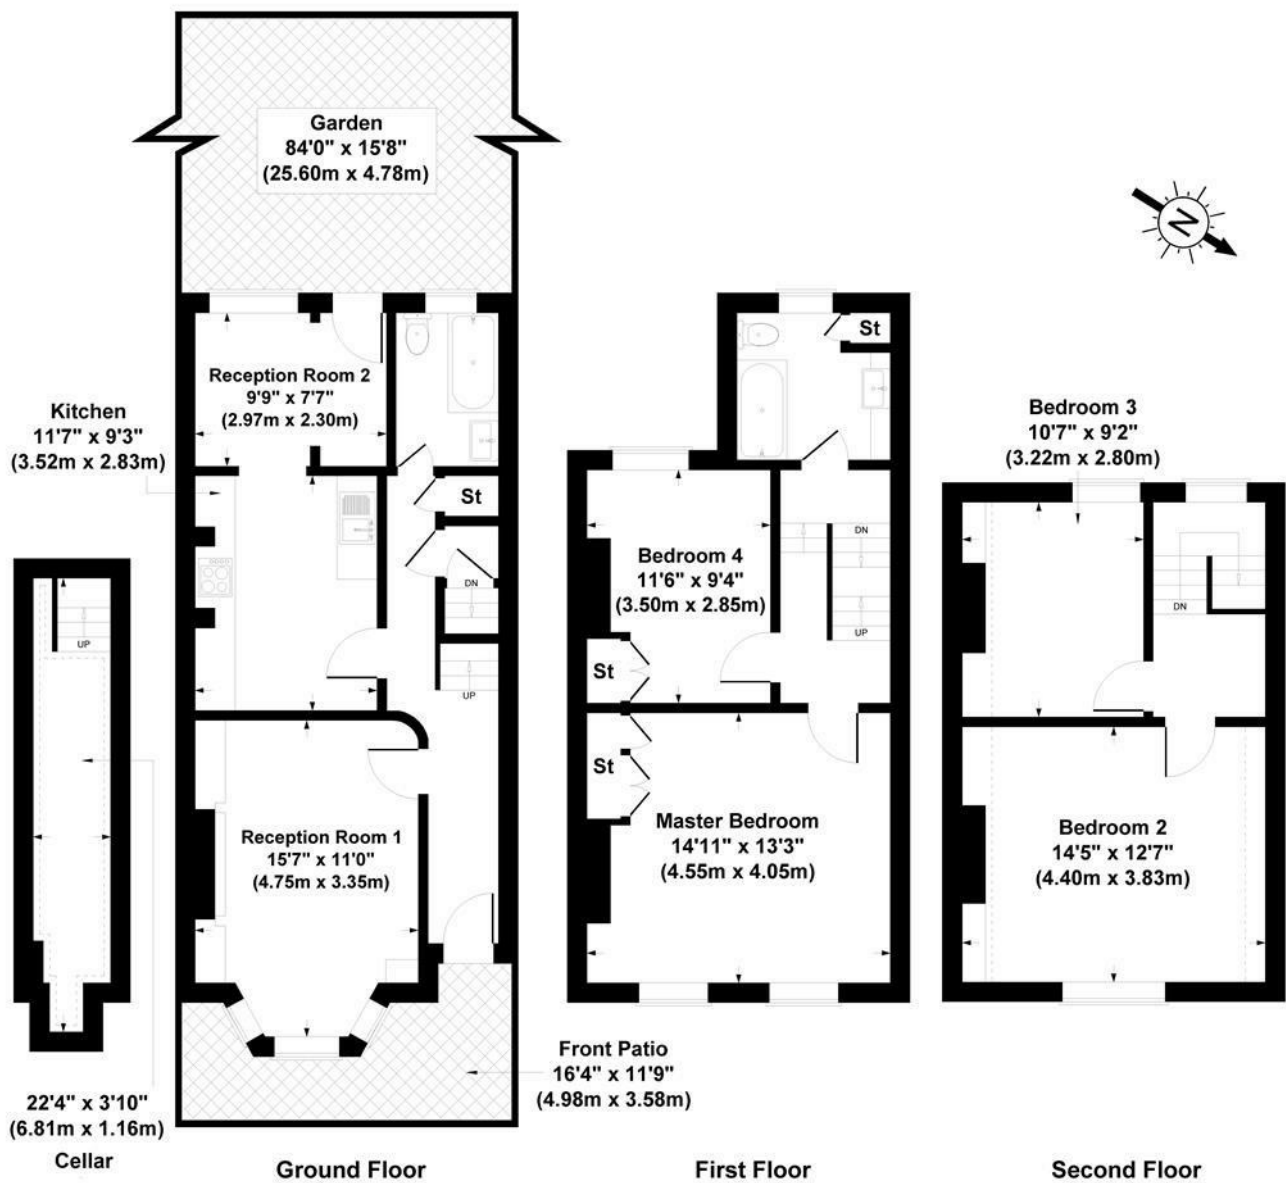 Garden
84'0" x 15'8"
(25.60m x 4.78m)
N
Reception Room 2
9'9" x 7'7"
(2.97m x 2.30m)
Kitchen
11'7" x 9'3"
(3.52m x 2.83m)
St
DN
UP
UP
Reception Room 1
15'7" x 11'0"
(4.75m x 3.35m)
Front Patio
16'4" x 11'9"
(4.98m x 3.58m)
22'4" x 3'10"
(6.81m x 1.16m)
Cellar
Ground Floor
St
Bedroom 4
11'6" x 9'4"
(3.50m x 2.85m)
DN
UP
St
St
Master Bedroom
14'11" x 13'3"
(4.55m x 4.05m)
First Floor
Bedroom 3
10'7" x 9'2"
(3.22m x 2.80m)
DN
Bedroom 2
14'5" x 12'7"
(4.40m x 3.83m)
Second Floor